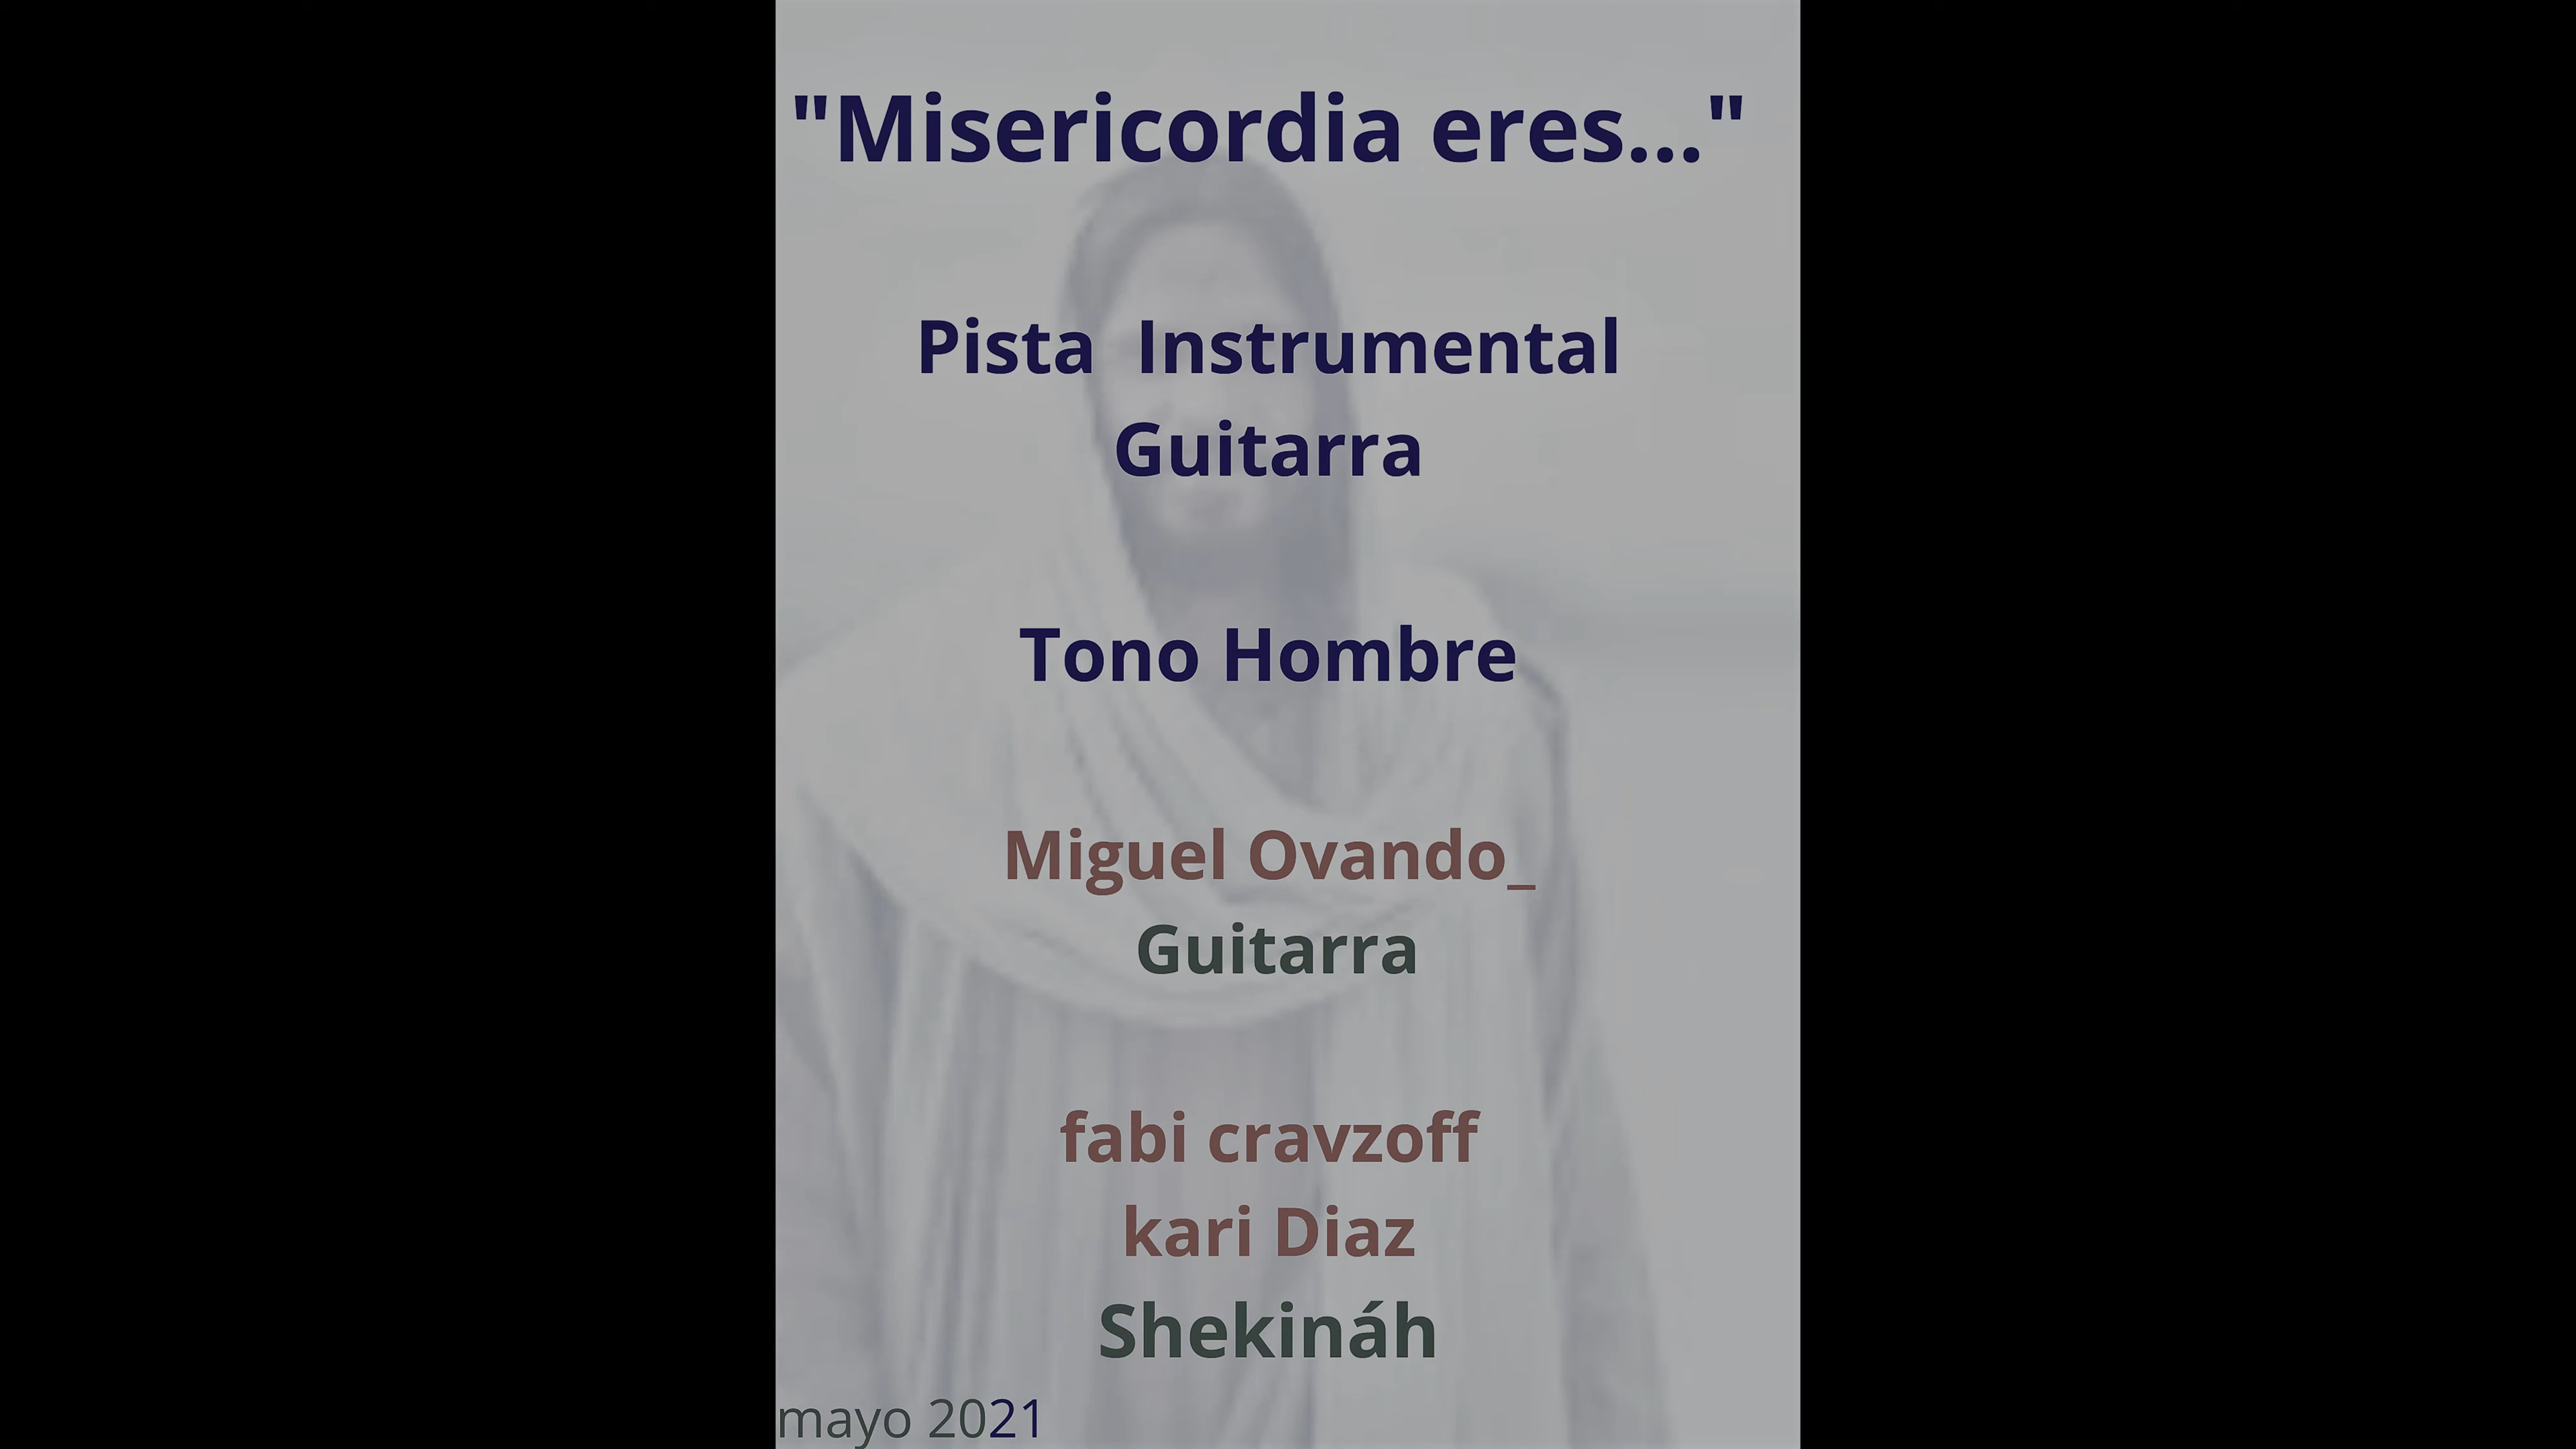 "Misericordia eres..."
Pista Instrumental
Guitarra
Tono Hombre
Miguel Ovando_
Guitarra
fabi cravzoff
kari Diaz
Shekináh
mayo 2021